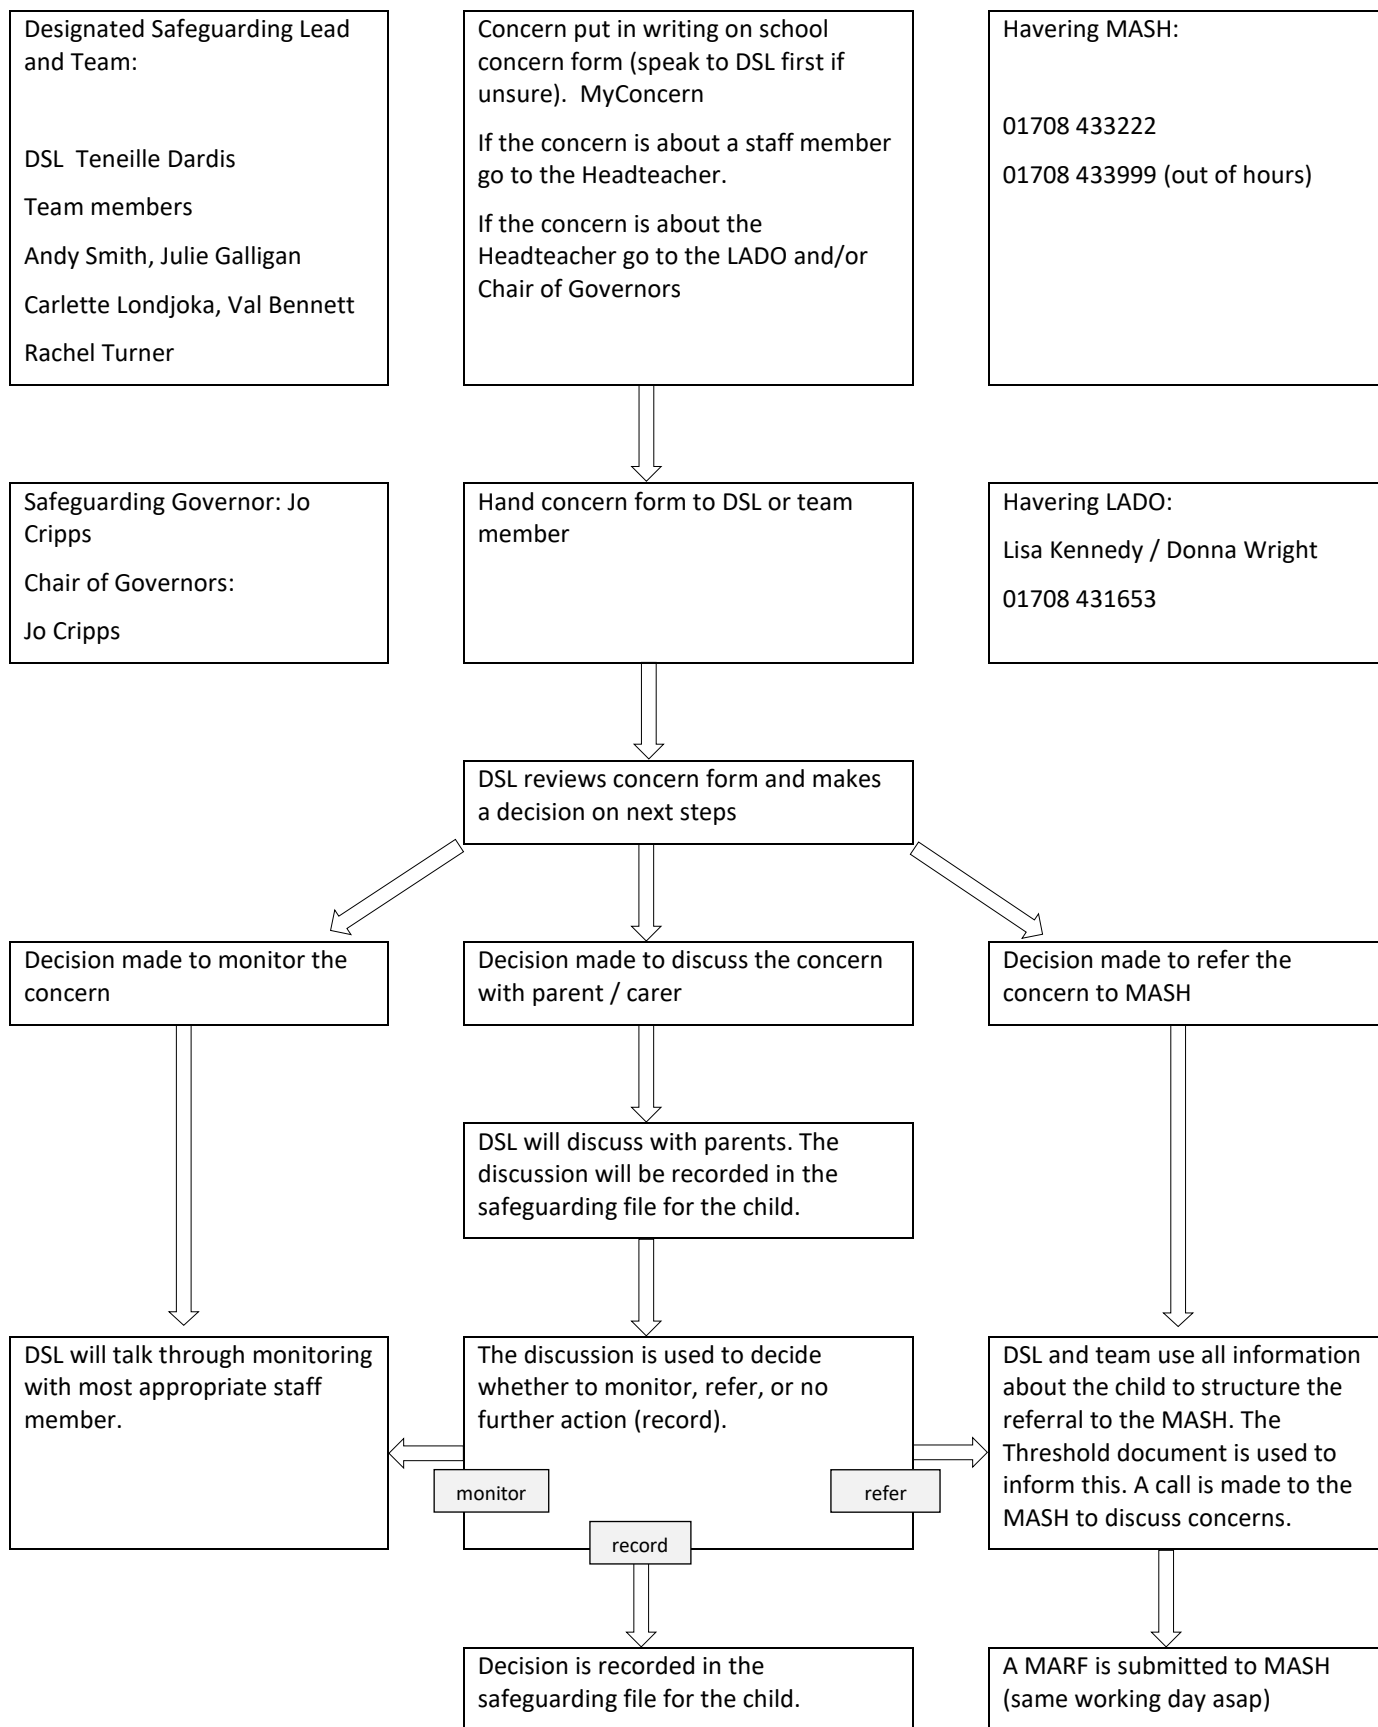 Designated Safeguarding Lead
and Team:
DSL  Teneille Dardis
Team members
Andy Smith, Julie Galligan
Carlette Londjoka, Val Bennett
Rachel Turner
Concern put in writing on school
concern form (speak to DSL first if
unsure).  MyConcern
If the concern is about a staff member
go to the Headteacher.
If the concern is about the
Headteacher go to the LADO and/or
Chair of Governors
Havering MASH:
01708 433222
01708 433999 (out of hours)
Safeguarding Governor: Jo
Cripps
Chair of Governors:
Jo Cripps
Hand concern form to DSL or team
member
Havering LADO:
Lisa Kennedy / Donna Wright
01708 431653
DSL reviews concern form and makes
a decision on next steps
Decision made to monitor the
concern
Decision made to discuss the concern
with parent / carer
Decision made to refer the
concern to MASH
DSL will discuss with parents. The
discussion will be recorded in the
safeguarding file for the child.
DSL will talk through monitoring
with most appropriate staff
member.
The discussion is used to decide
whether to monitor, refer, or no
further action (record).
monitor
refer
record
DSL and team use all information
about the child to structure the
referral to the MASH. The
Threshold document is used to
inform this. A call is made to the
MASH to discuss concerns.
Decision is recorded in the
safeguarding file for the child.
A MARF is submitted to MASH
(same working day asap)